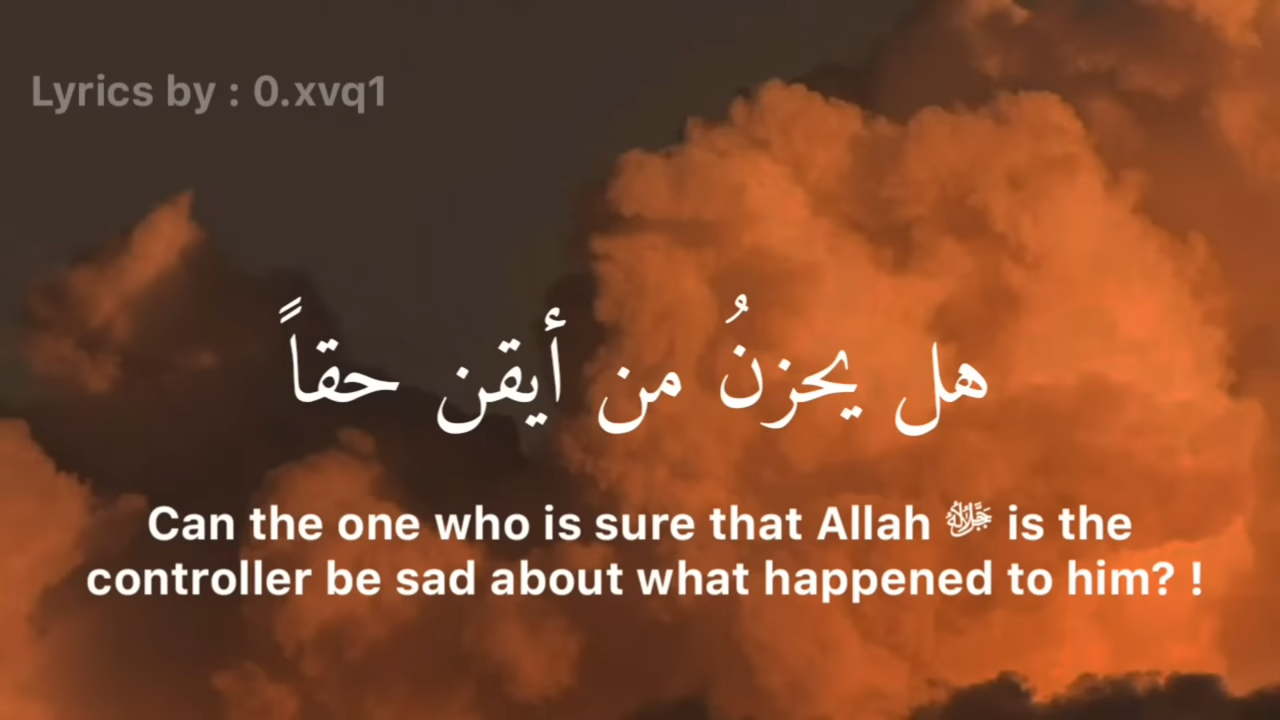 Lyrics by : 0.xvq1
هل يحزنُ من أيقن حقاً
Can the one who is sure that Allah ﷻ is the
controller be sad about what happened to him? !